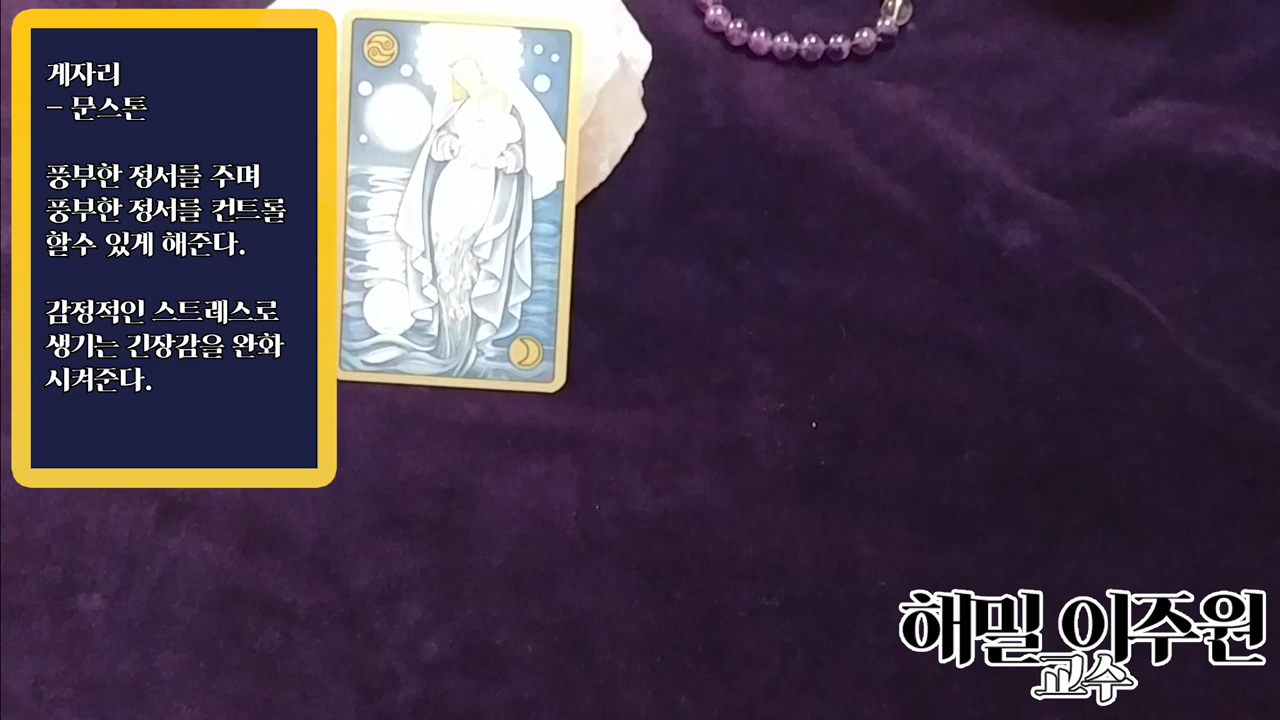 게자리
- 문스톤
풍부한 정서를 주며
풍부한 정서를 컨트롤
할수 있게 해준다.
감정적인 스트레스로
생기는 긴장감을 완화
시켜준다.
해밀 이주원
교수